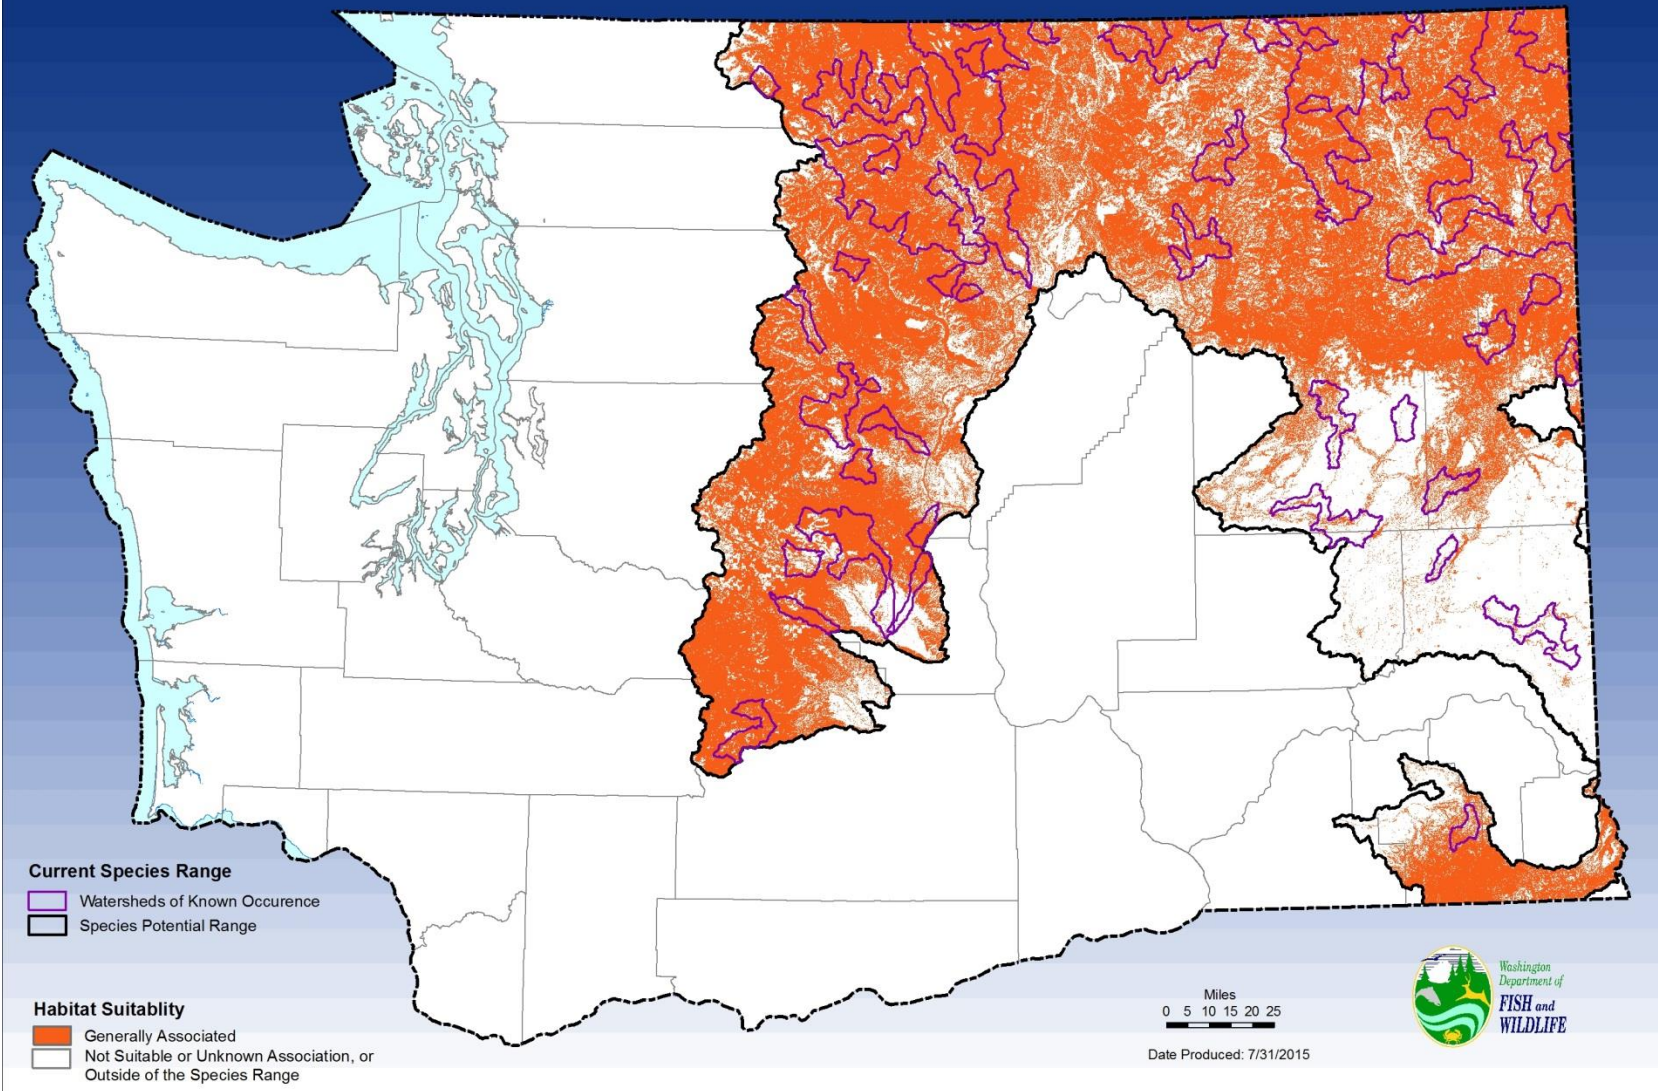 Current Species Range
Watersheds of Known Occurence
Species Potential Range
Habitat Suitablity
Generally Associated
Not Suitable or Unknown Association, or
Outside of the Species Range
Miles
0 5 10 15 20 25
Date Produced: 7/31/2015
Washington
Department of
FISH and
WILDLIFE